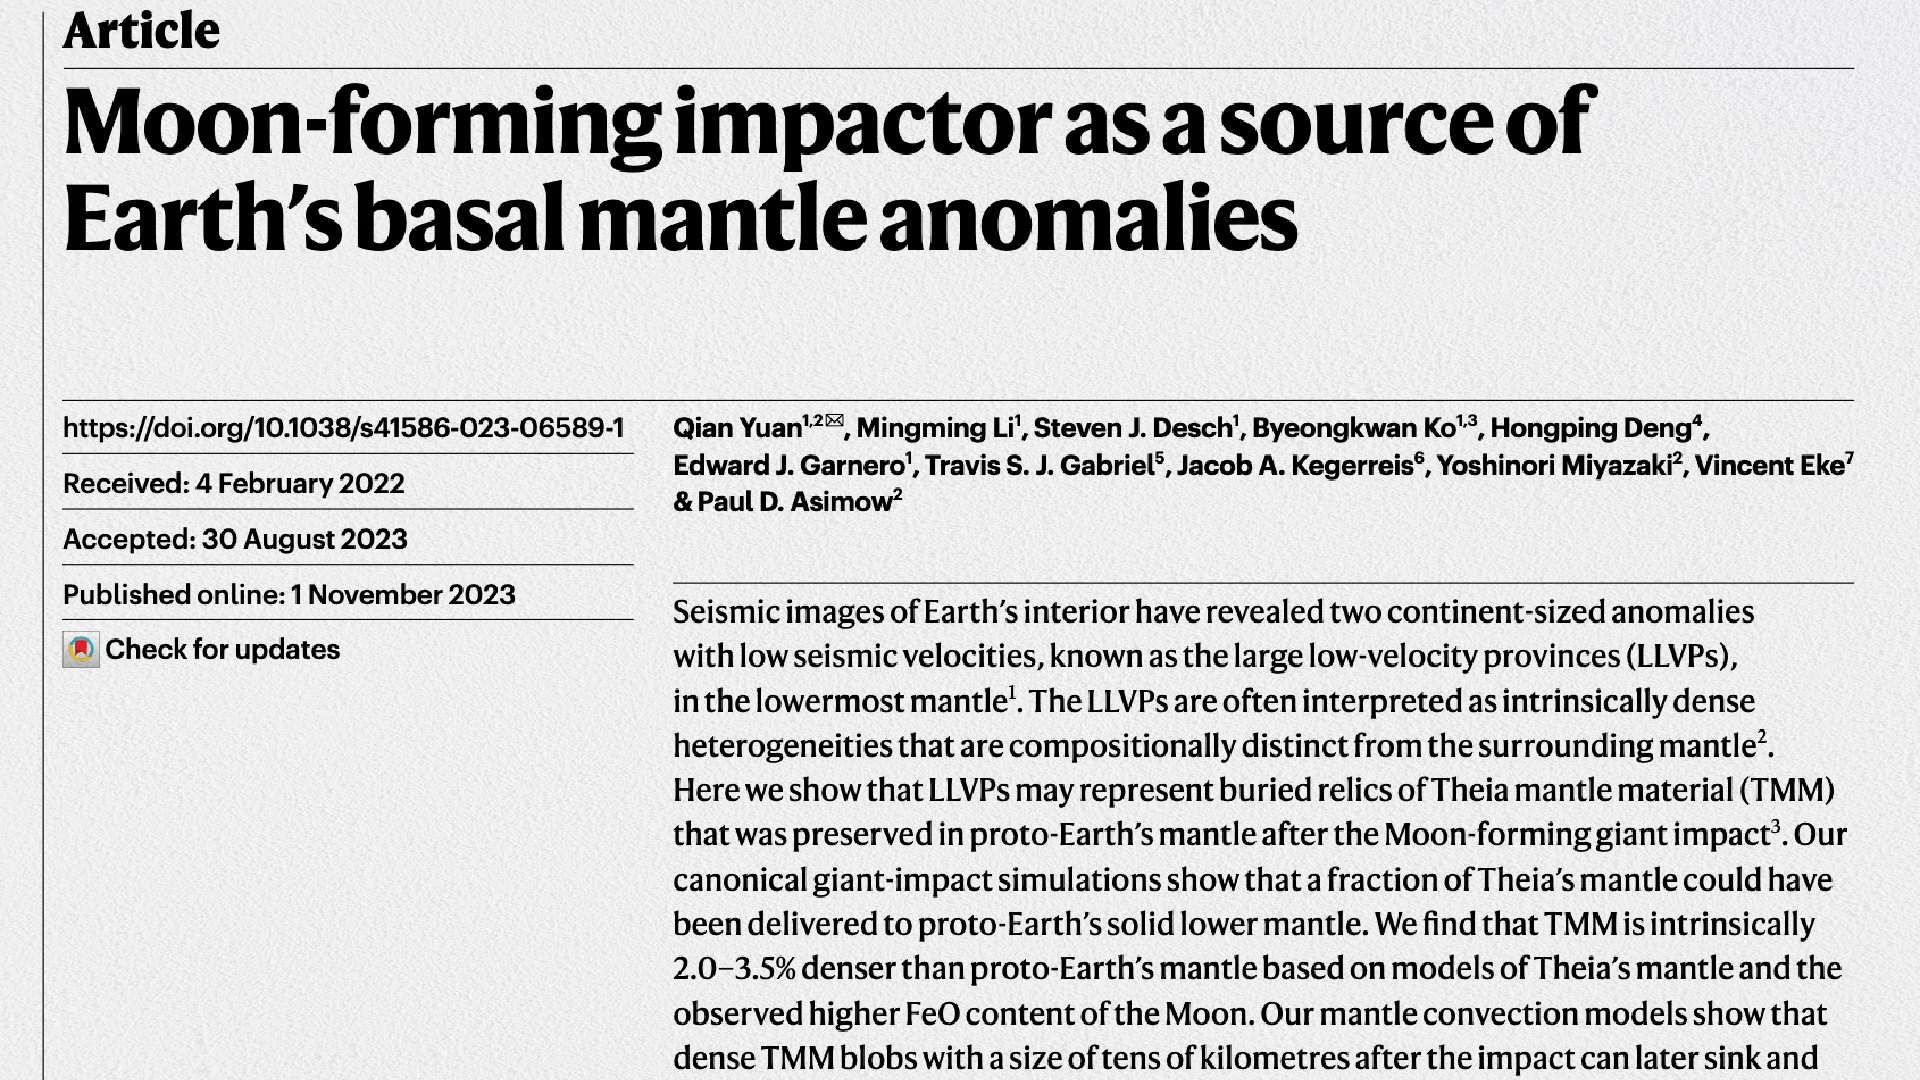 Article
Moon-forming impactor as a source of
Earth’s basal mantle anomalies
https://doi.org/10.1038/s41586-023-06589-1
Received: 4 February 2022
Accepted: 30 August 2023
Published online: 1 November 2023
Check for updates
Qian Yuan1,2✉, Mingming Li1, Steven J. Desch1, Byeongkwan Ko1,3, Hongping Deng4,
Edward J. Garnero1, Travis S. J. Gabriel5, Jacob A. Kegerreis6, Yoshinori Miyazaki2, Vincent Eke7
& Paul D. Asimow2
Seismic images of Earth’s interior have revealed two continent-sized anomalies
with low seismic velocities, known as the large low-velocity provinces (LLVPs),
in the lowermost mantle1. The LLVPs are often interpreted as intrinsically dense
heterogeneities that are compositionally distinct from the surrounding mantle2.
Here we show that LLVPs may represent buried relics of Theia mantle material (TMM)
that was preserved in proto-Earth’s mantle after the Moon-forming giant impact3. Our
canonical giant-impact simulations show that a fraction of Theia’s mantle could have
been delivered to proto-Earth’s solid lower mantle. We find that TMM is intrinsically
2.0–3.5% denser than proto-Earth’s mantle based on models of Theia’s mantle and the
observed higher FeO content of the Moon. Our mantle convection models show that
dense TMM blobs with a size of tens of kilometres after the impact can later sink and